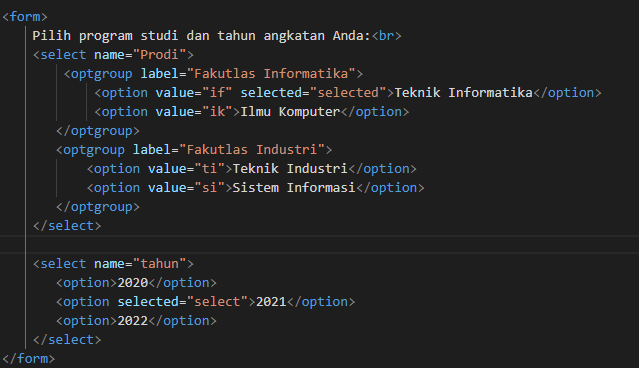 <form>
Pilih program studi dan tahun angkatan Anda:<br>
<select name="Prodi">
<optgroup label="Fakutlas Informatika">
<option value="if" selected="selected">Teknik Informatika</option>
<option value="ik">Ilmu Komputer</option>
</optgroup>
<optgroup label="Fakutlas Industri">
<option value="ti">Teknik Industri</option>
<option value="si">Sistem Informasi</option>
</optgroup>
</select>
<select name="tahun">
<option>2020</option>
<option selected="select">2021</option>
<option>2022</option>
</select>
</form>